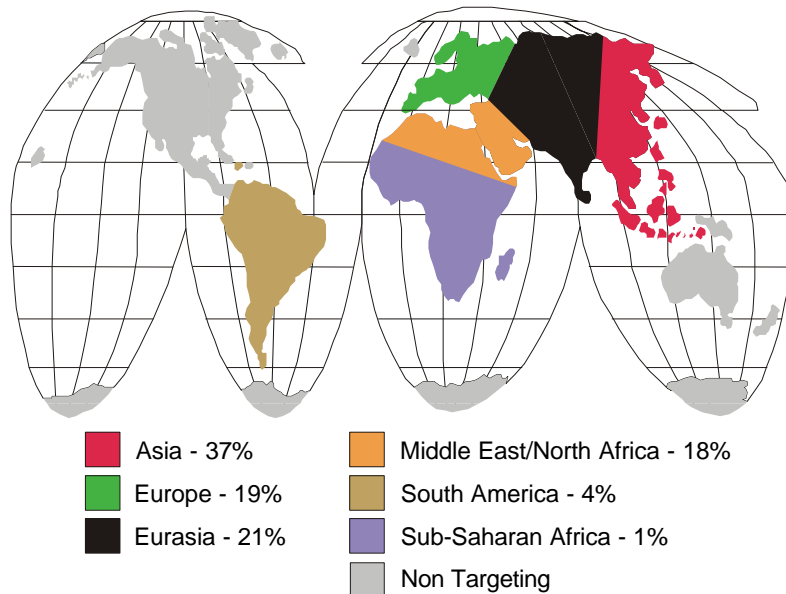 Asia - 37%
Europe - 19%
Eurasia - 21%
Middle East/North Africa - 18%
South America - 4%
Sub-Saharan Africa - 1%
Non Targeting